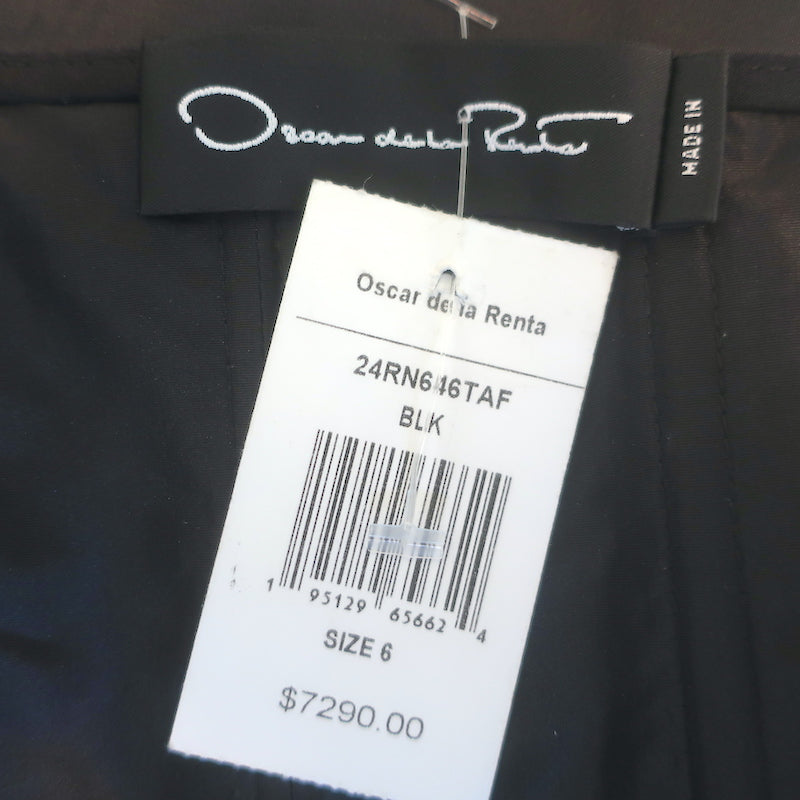 Oscar de la Renta
MADE IN
Oscar de la Renta
24RN646TAF
BLK
1 95129 65662 4
SIZE 6
$7290.00